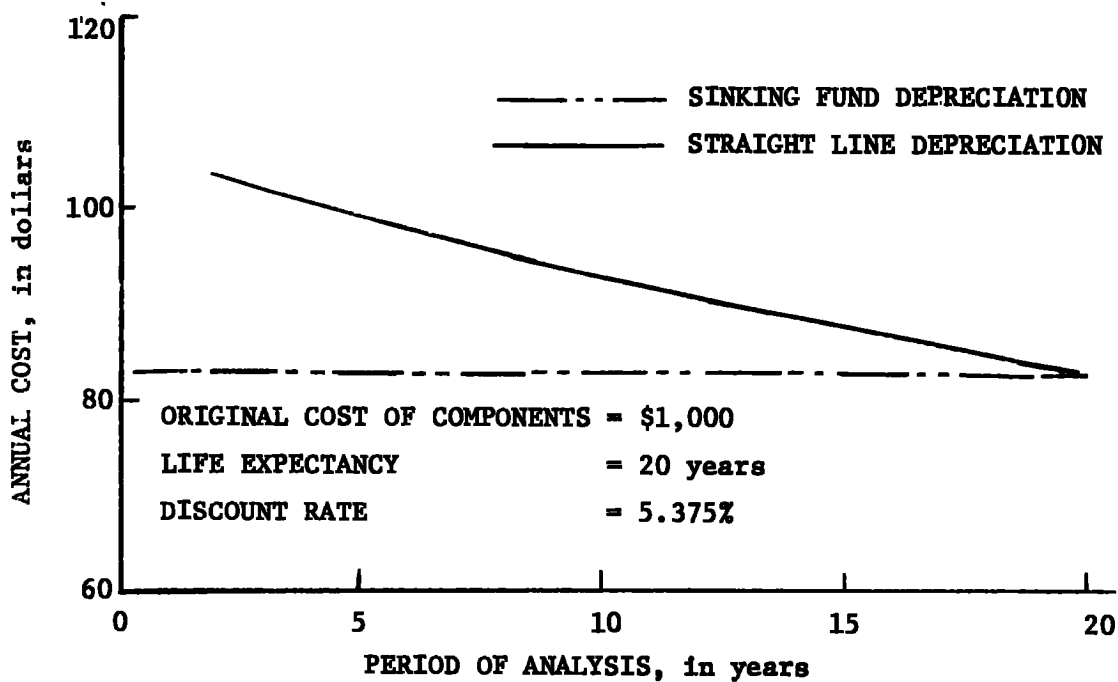 120
SINKING FUND DEPRECIATION
STRAIGHT LINE DEPRECIATION
100
ANNUAL COST, in dollars
80
ORIGINAL COST OF COMPONENTS = $1,000
LIFE EXPECTANCY = 20 years
DISCOUNT RATE = 5.375%
60
0 5 10 15 20
PERIOD OF ANALYSIS, in years